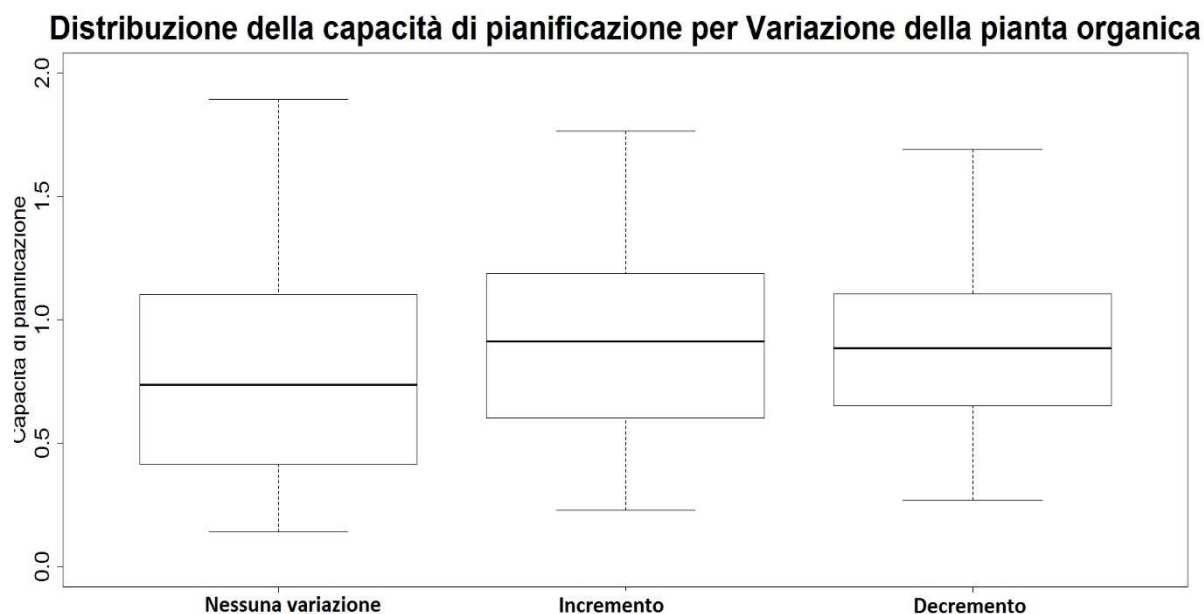 Distribuzione della capacità di pianificazione per Variazione della pianta organica
Capacità di pianificazione
2.0
1.5
1.0
0.5
0.0
Nessuna variazione
Incremento
Decremento